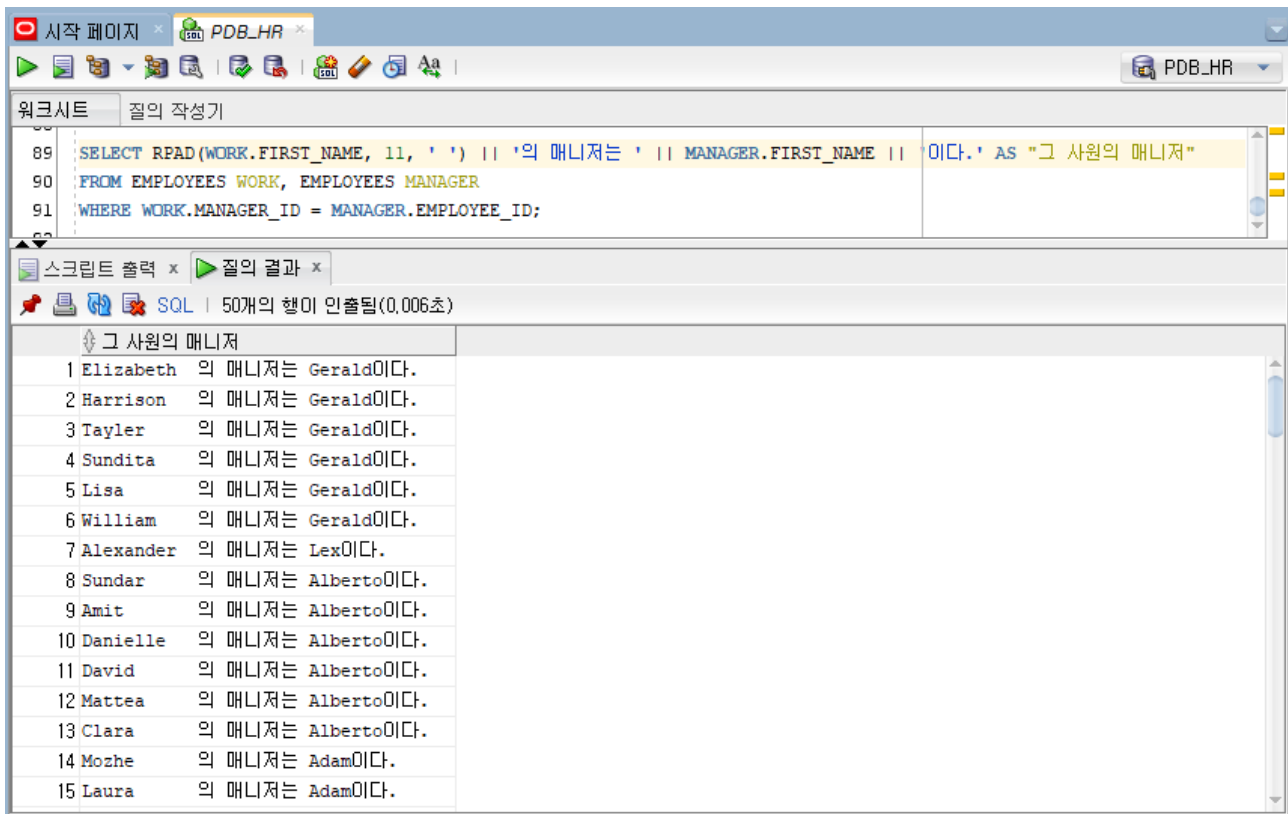 시작 페이지 PDB_HR
PDB_HR
워크시트 질의 작성기
89 SELECT RPAD(WORK.FIRST_NAME, 11, ' ') || '의 매니저는 ' || MANAGER.FIRST_NAME || '이다.' AS "그 사원의 매니저"
90 FROM EMPLOYEES WORK, EMPLOYEES MANAGER
91 WHERE WORK.MANAGER_ID = MANAGER.EMPLOYEE_ID;
스크립트 출력 x 질의 결과 x
SQL | 50개의 행이 인출됨(0,006초)
그 사원의 매니저
1 Elizabeth 의 매니저는 Gerald이다.
2 Harrison 의 매니저는 Gerald이다.
3 Tayler 의 매니저는 Gerald이다.
4 Sundita 의 매니저는 Gerald이다.
5 Lisa 의 매니저는 Gerald이다.
6 William 의 매니저는 Gerald이다.
7 Alexander 의 매니저는 Lex이다.
8 Sundar 의 매니저는 Alberto이다.
9 Amit 의 매니저는 Alberto이다.
10 Danielle 의 매니저는 Alberto이다.
11 David 의 매니저는 Alberto이다.
12 Mattea 의 매니저는 Alberto이다.
13 Clara 의 매니저는 Alberto이다.
14 Mozhe 의 매니저는 Adam이다.
15 Laura 의 매니저는 Adam이다.